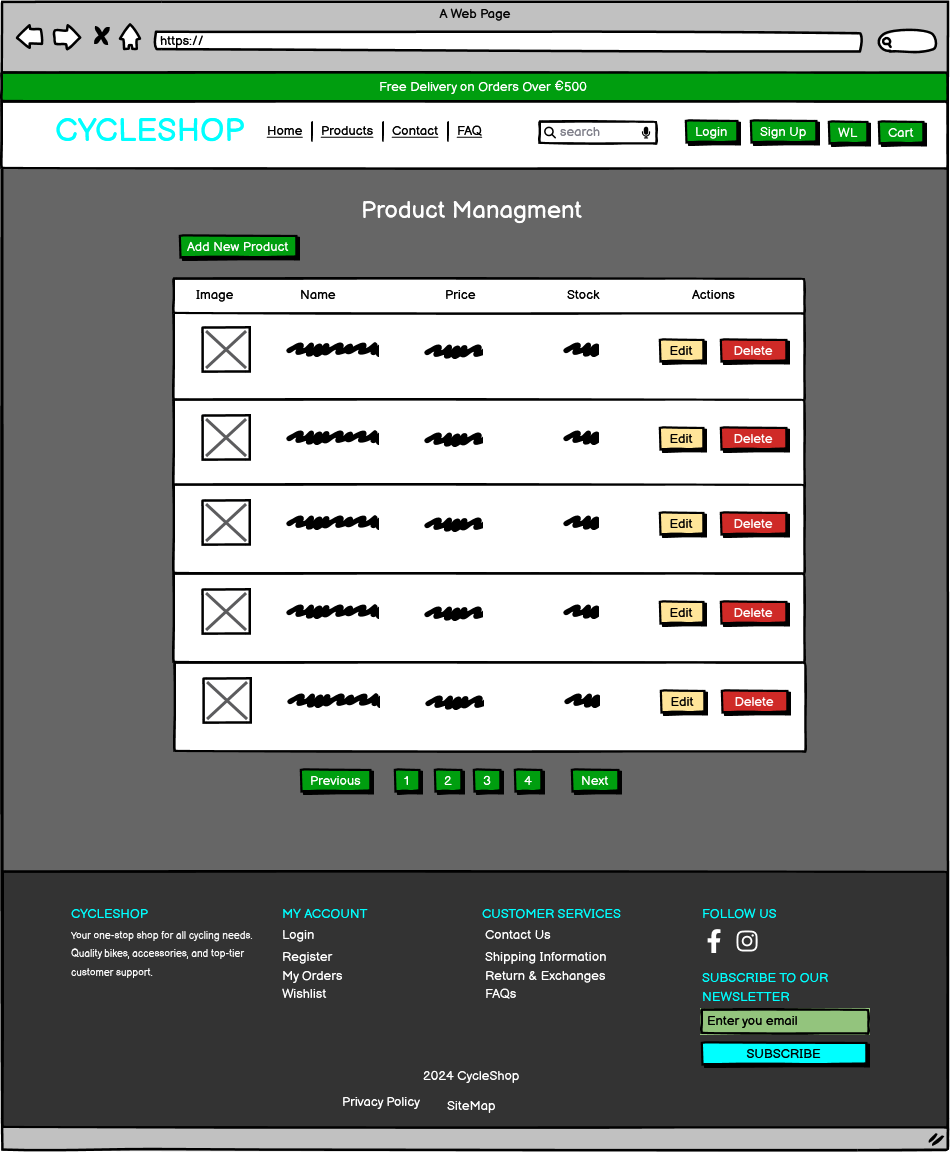 A Web Page
https://
Free Delivery on Orders Over €500
CYCLESHOP Home Products Contact FAQ search Login Sign Up WL Cart
Product Managment
Add New Product
Image Name Price Stock Actions
Edit Delete
Edit Delete
Edit Delete
Edit Delete
Edit Delete
Previous 1 2 3 4 Next
CYCLESHOP
Your one-stop shop for all cycling needs.
Quality bikes, accessories, and top-tier
customer support.
MY ACCOUNT
Login
Register
My Orders
Wishlist
CUSTOMER SERVICES
Contact Us
Shipping Information
Return & Exchanges
FAQs
FOLLOW US
SUBSCRIBE TO OUR
NEWSLETTER
Enter you email
SUBSCRIBE
2024 CycleShop
Privacy Policy SiteMap